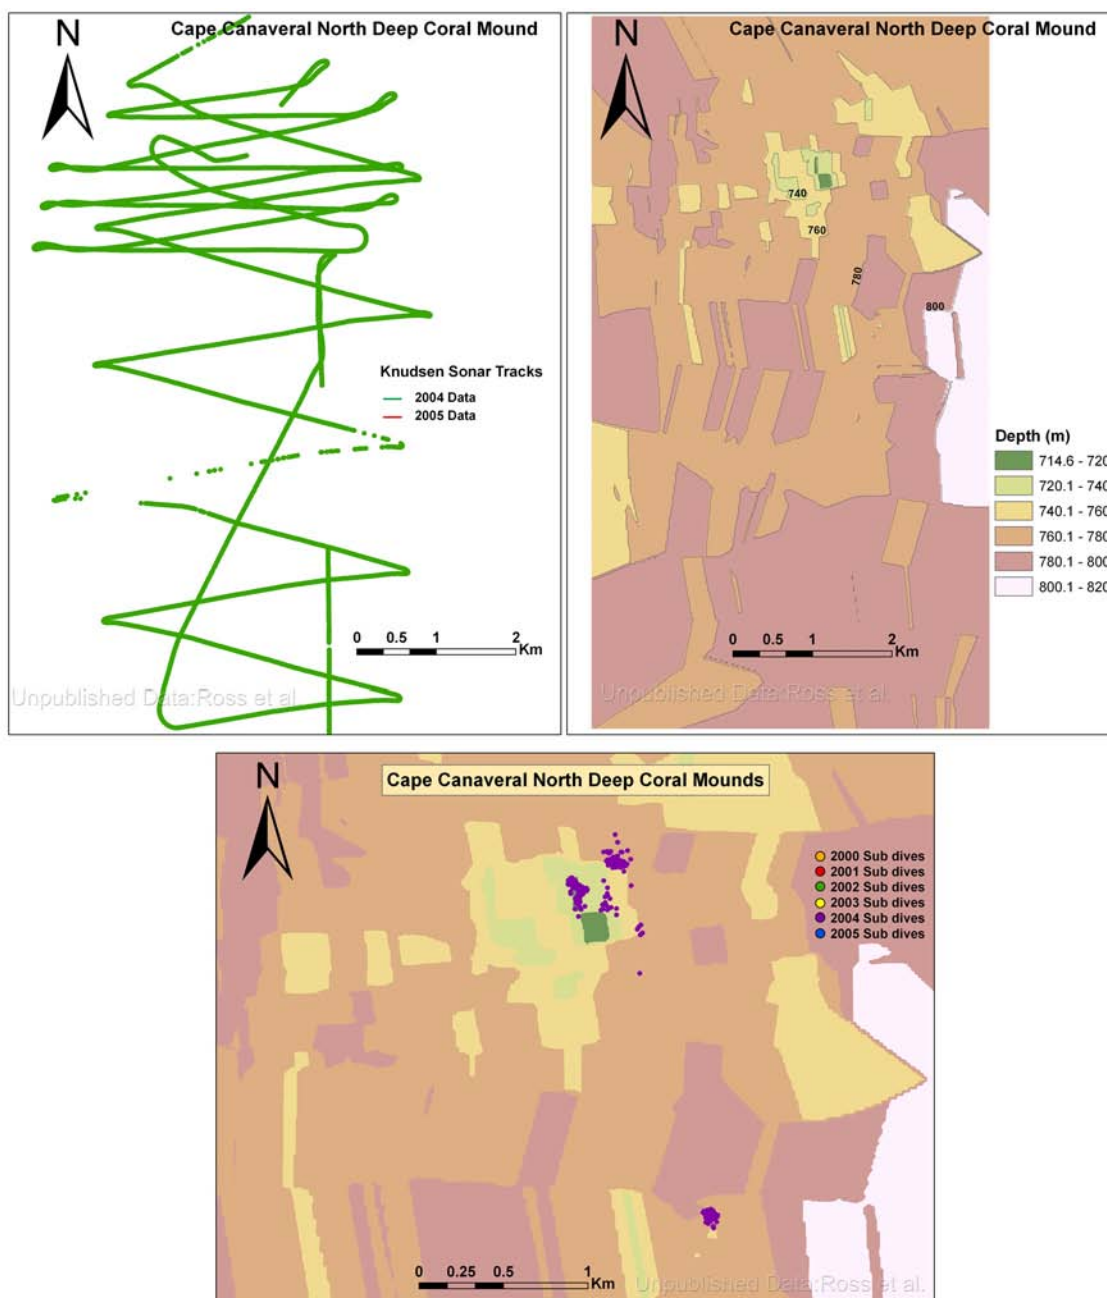 Cape Canaveral North Deep Coral Mound
N
Knudsen Sonar Tracks
2004 Data
2005 Data
0 0.5 1 2
Km
Unpublished Data:Ross et al.
Cape Canaveral North Deep Coral Mound
N
740
760
780
800
Depth (m)
714.6 - 720
720.1 - 740
740.1 - 760
760.1 - 780
780.1 - 800
800.1 - 820
0 0.5 1 2
Km
Unpublished Data:Ross et al.
Cape Canaveral North Deep Coral Mounds
N
2000 Sub dives
2001 Sub dives
2002 Sub dives
2003 Sub dives
2004 Sub dives
2005 Sub dives
0 0.25 0.5 1
Km
Unpublished Data:Ross et al.